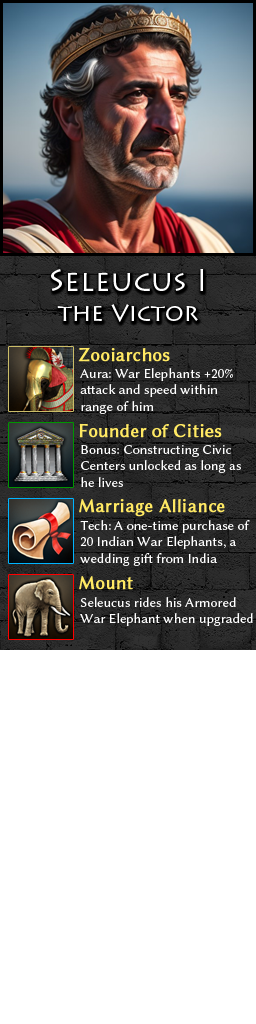 Seleucus I
the Victor
Zooiarchos
Aura: War Elephants +20%
attack and speed within
range of him
Founder of Cities
Bonus: Constructing Civic
Centers unlocked as long as
he lives
Marriage Alliance
Tech: A one-time purchase of
20 Indian War Elephants, a
wedding gift from India
Mount
Seleucus rides his Armored
War Elephant when upgraded